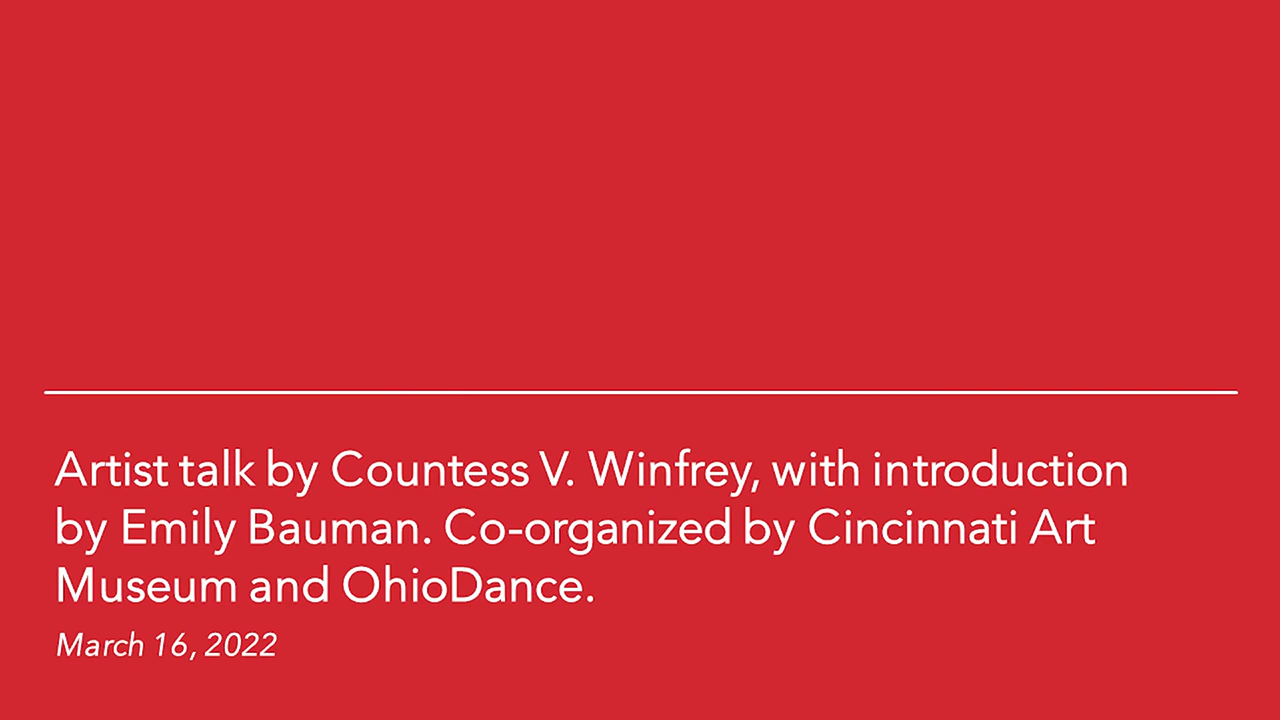 Artist talk by Countess V. Winfrey, with introduction
by Emily Bauman. Co-organized by Cincinnati Art
Museum and OhioDance.
March 16, 2022